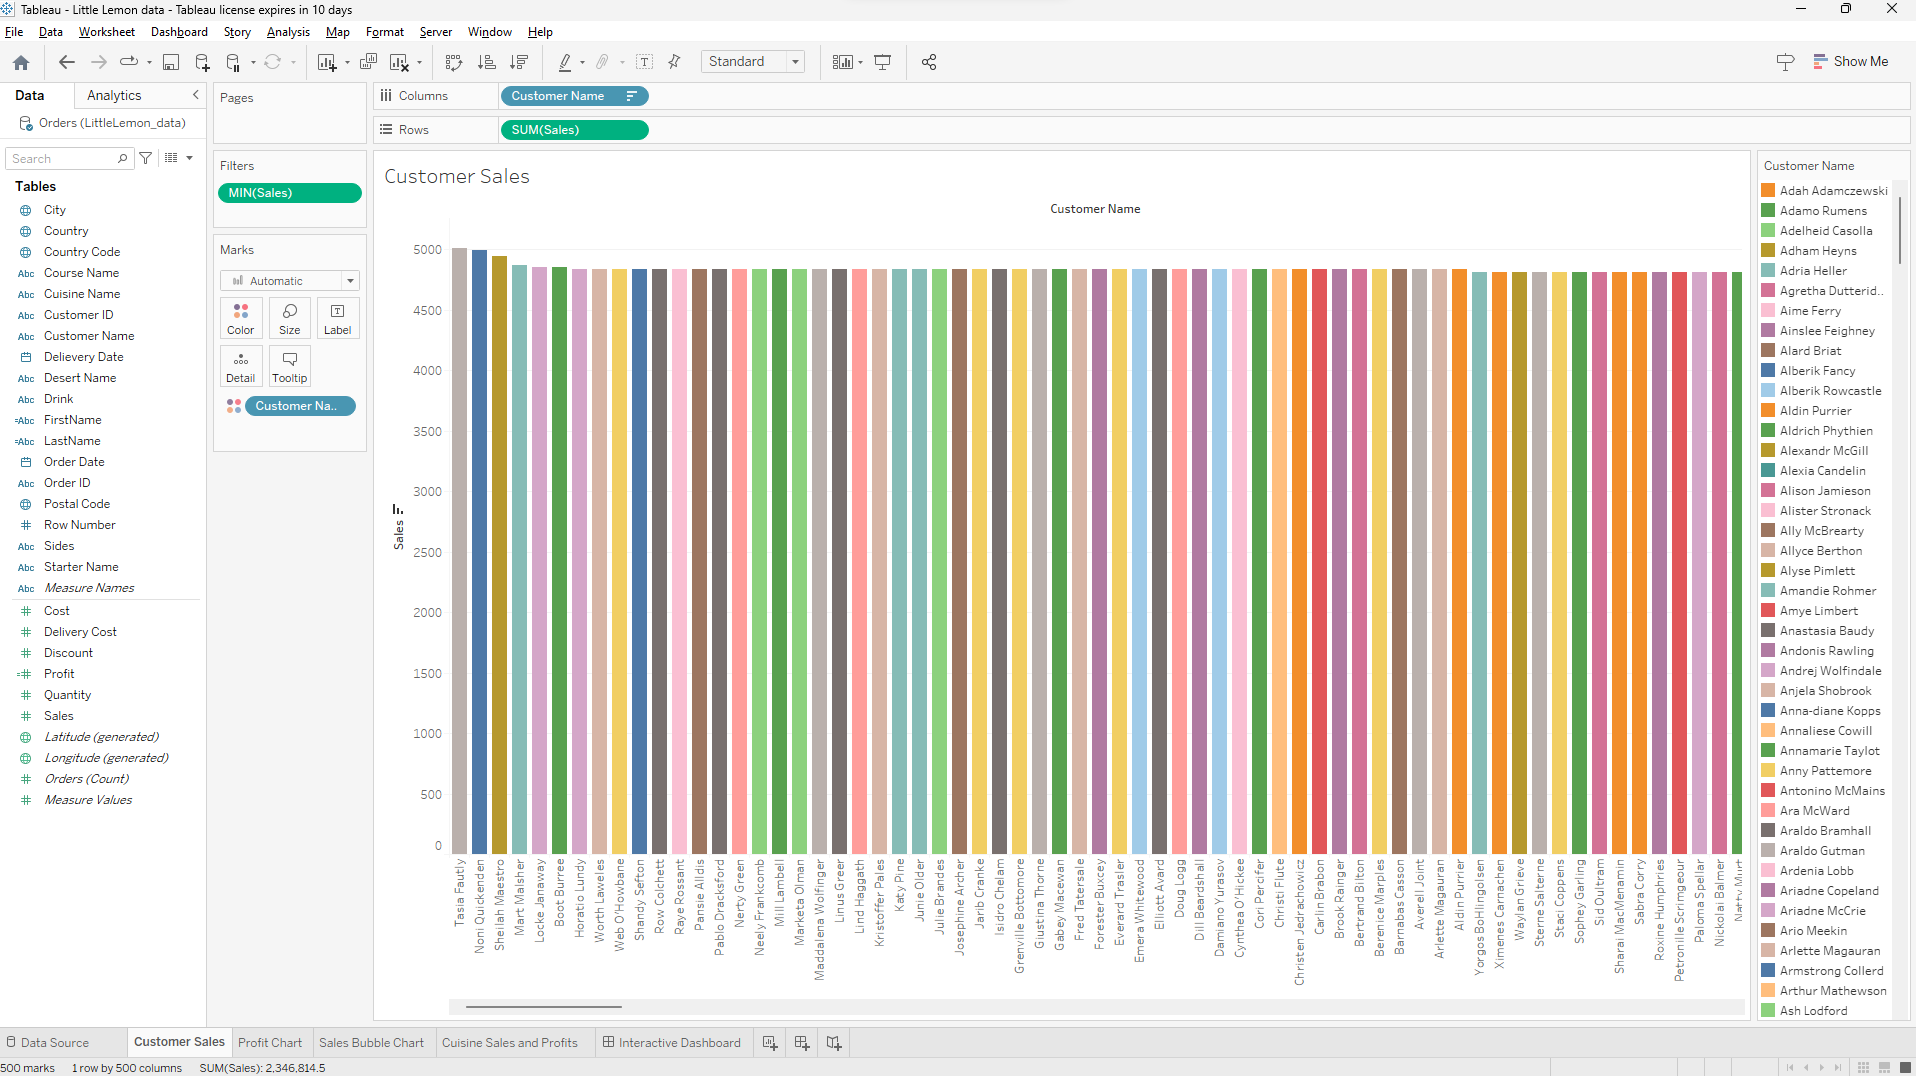 Tableau - Little Lemon data - Tableau license expires in 10 days
File Data Worksheet Dashboard Story Analysis Map Format Server Window Help
Standard
Show Me
Data Analytics
Orders (LittleLemon_data)
Search
Tables
City
Country
Country Code
Abc Course Name
Abc Cuisine Name
Abc Customer ID
Abc Customer Name
Delievery Date
Abc Desert Name
Abc Drink
=Abc FirstName
=Abc LastName
Order Date
Abc Order ID
Postal Code
# Row Number
Abc Sides
Abc Starter Name
Abc Measure Names
# Cost
# Delivery Cost
# Discount
=# Profit
# Quantity
# Sales
Latitude (generated)
Longitude (generated)
# Orders (Count)
# Measure Values
Pages
Filters
MIN(Sales)
Marks
Automatic
Color Size Label
Detail Tooltip
Customer Na..
Columns Customer Name
Rows SUM(Sales)
Customer Sales
Customer Name
Sales
5000
4500
4000
3500
3000
2500
2000
1500
1000
500
0
Tasia Fautly
Noni Quickenden
Sheilah Maestro
Mart Malsher
Locke Janaway
Boot Burree
Horatio Lundy
Worth Laweles
Web O'Howbane
Shandy Sefton
Row Colchett
Raye Rossant
Pansie Alldis
Pablo Dracksford
Nerty Green
Neely Frankcomb
Mill Lambell
Marketa Olman
Maddalena Wolfinger
Linus Greer
Lind Haggath
Kristoffer Pales
Katy Pine
Junie Older
Julie Brandes
Josephine Archer
Jarib Cranke
Isidro Chelam
Grenville Bottomore
Giustina Thorne
Gabey Macewan
Fred Tatersale
Forester Buxcey
Everard Trasler
Emera Whitewood
Elliott Avard
Doug Logg
Dill Beardshall
Damiano Yurasov
Cynthea O'Hickee
Cori Percifer
Christi Flute
Christen Jedrachowicz
Carlin Brabon
Brook Rainger
Bertrand Bilton
Berenice Marples
Barnabas Casson
Averell Joint
Arlette Magauran
Aldin Purrier
Yorgos BoHlingolsen
Ximenes Carnachen
Waylan Grieve
Sterne Salterne
Staci Coppens
Sophey Garling
Sid Oultram
Sharai MacMenamin
Sabra Corry
Roxine Humphries
Petronille Scrimgeour
Paloma Spellar
Nickolai Balmer
Natty Murt
Customer Name
Adah Adamczewski
Adamo Rumens
Adelheid Casolla
Adham Heyns
Adria Heller
Agretha Dutterid..
Aime Ferry
Ainslee Feighney
Alard Briat
Alberik Fancy
Alberik Rowcastle
Aldin Purrier
Aldrich Phythien
Alexandr McGill
Alexia Candelin
Alison Jamieson
Alister Stronack
Ally McBrearty
Allyce Berthon
Alyse Pimlett
Amandie Rohmer
Amye Limbert
Anastasia Baudy
Andonis Rawling
Andrej Wolfindale
Anjela Shobrook
Anna-diane Kopps
Annaliese Cowill
Annamarie Taylot
Anny Pattemore
Antonino McMains
Ara McWard
Araldo Bramhall
Araldo Gutman
Ardenia Lobb
Ariadne Copeland
Ariadne McCrie
Ario Meekin
Arlette Magauran
Armstrong Collerd
Arthur Mathewson
Ash Lodford
Data Source Customer Sales Profit Chart Sales Bubble Chart Cuisine Sales and Profits Interactive Dashboard
500 marks 1 row by 500 columns SUM(Sales): 2,346,814.5